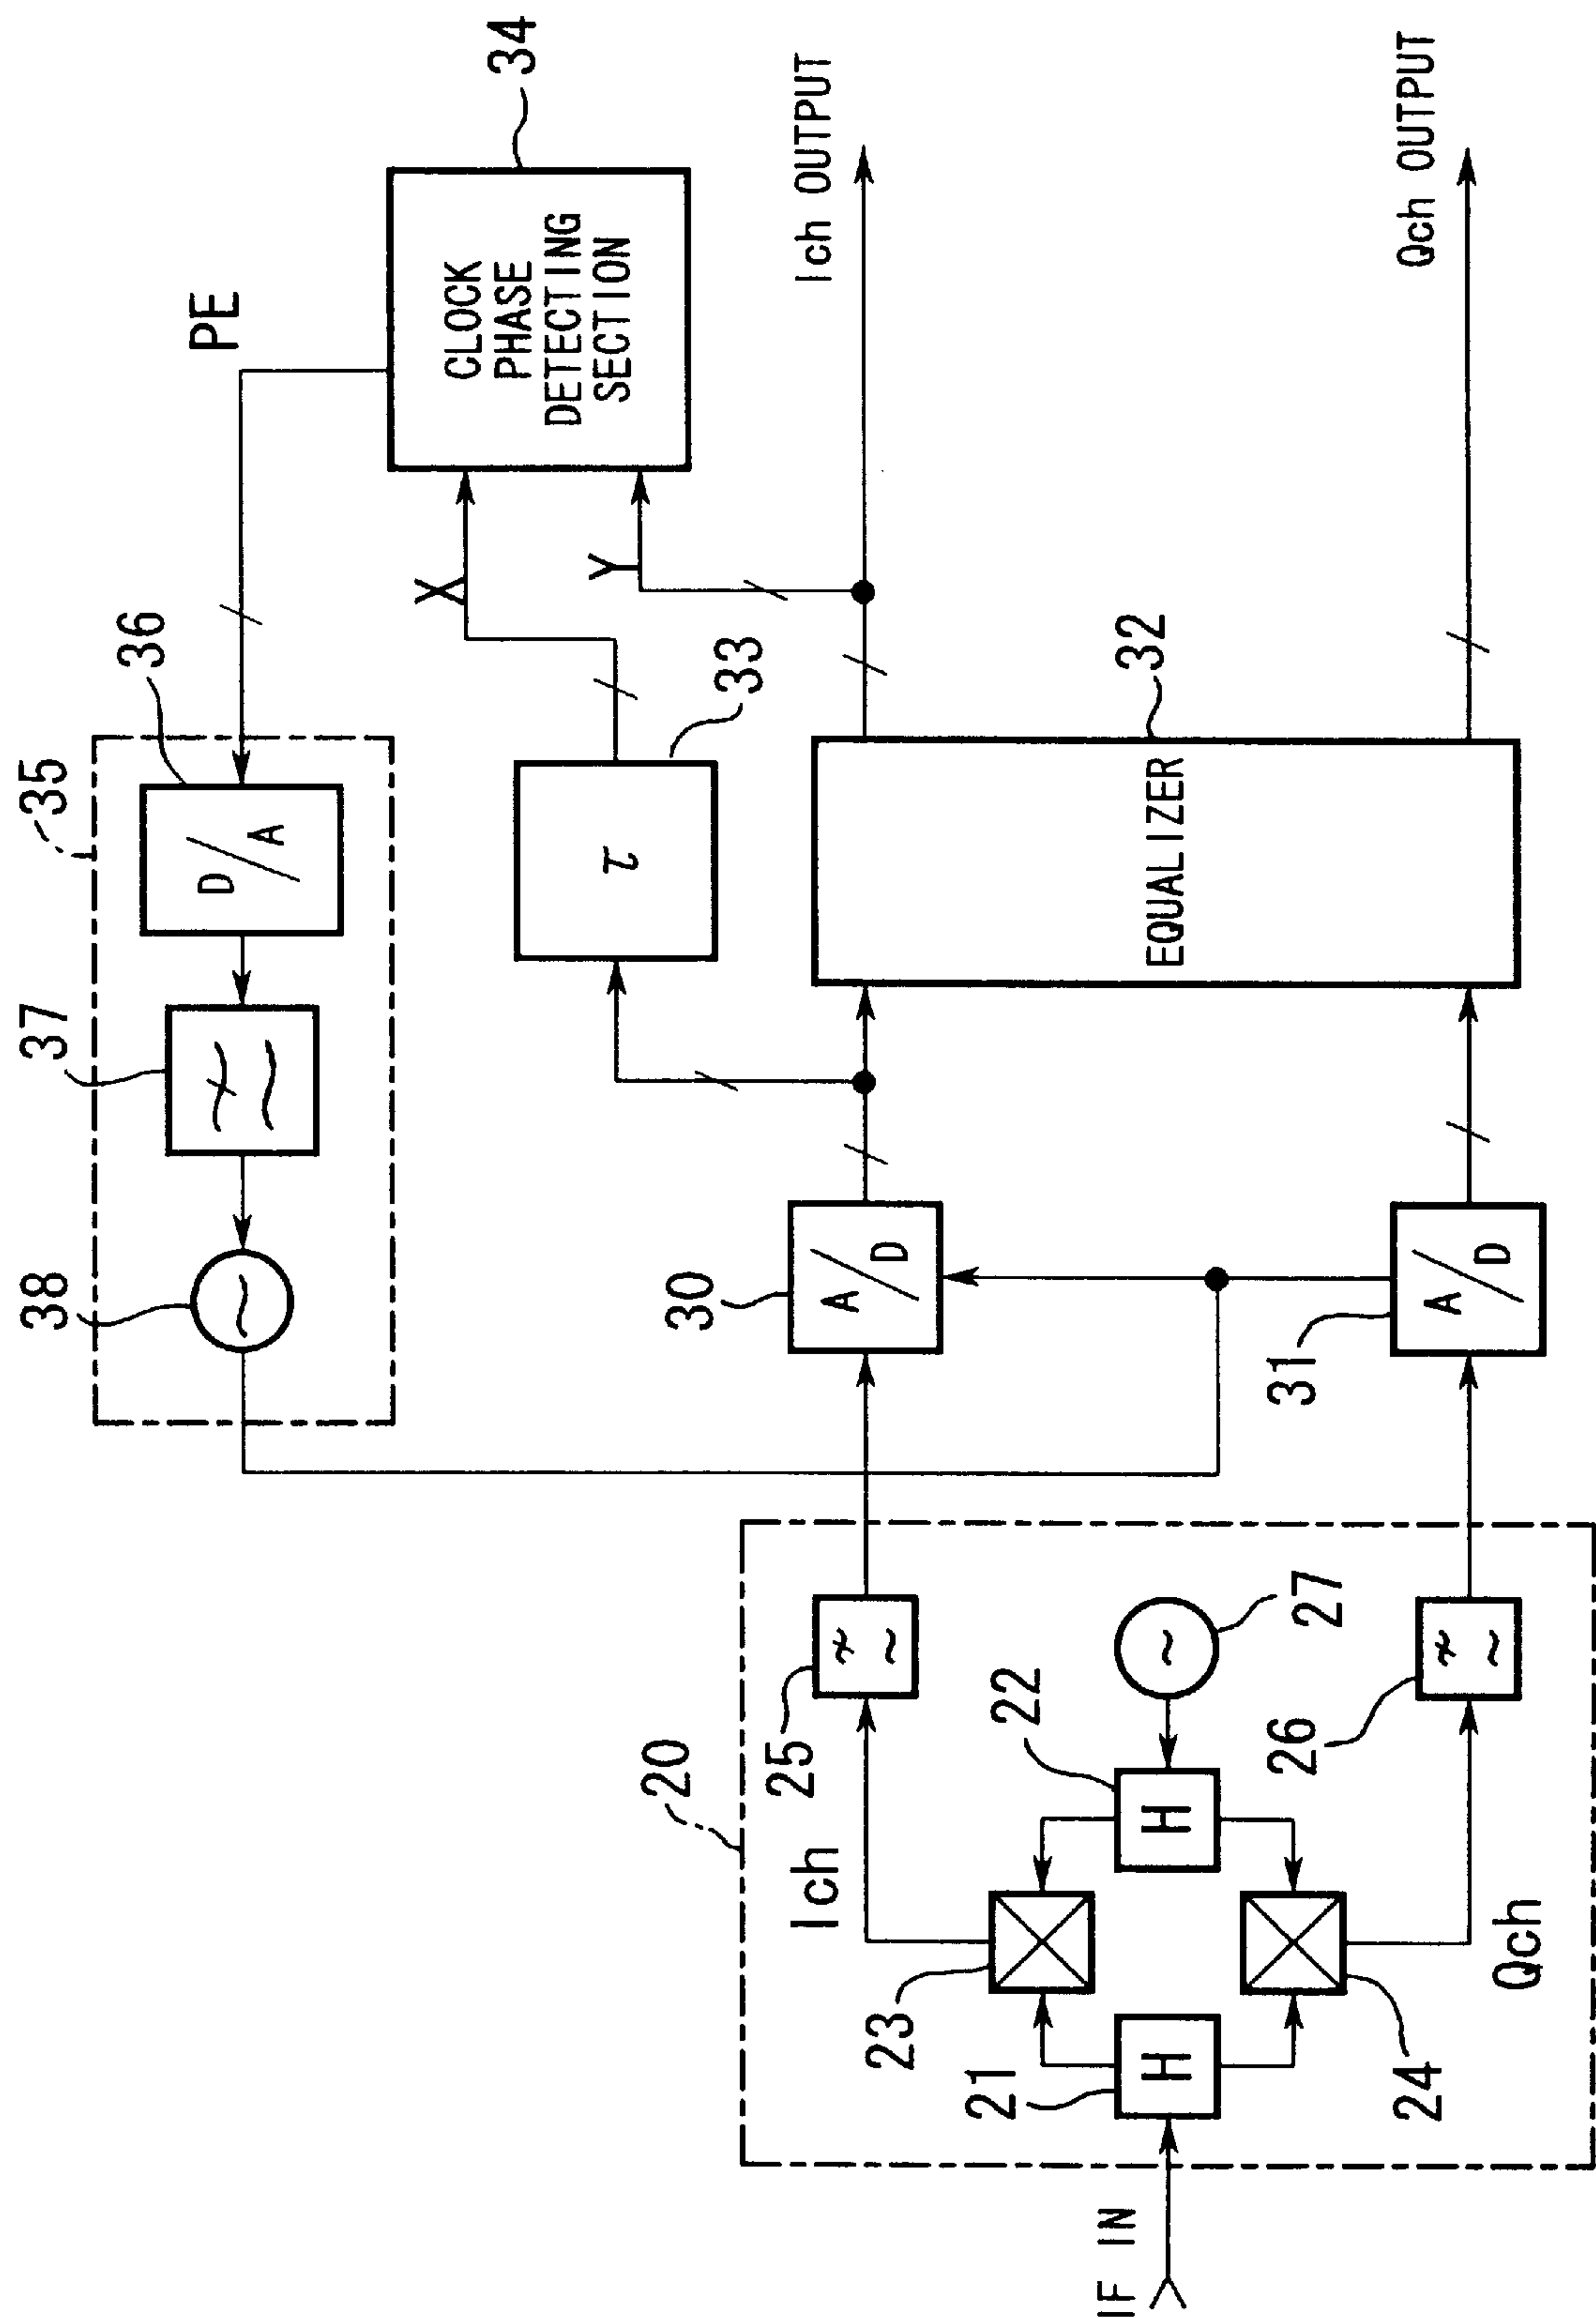 35
36
D/A
37
38
PE
34
CLOCK
PHASE
DETECTING
SECTION
X
Y
τ
33
30
A/D
31
A/D
32
EQUALIZER
Ich OUTPUT
Qch OUTPUT
20
Ich
25
22
H
27
23
21
H
24
26
Qch
IF IN